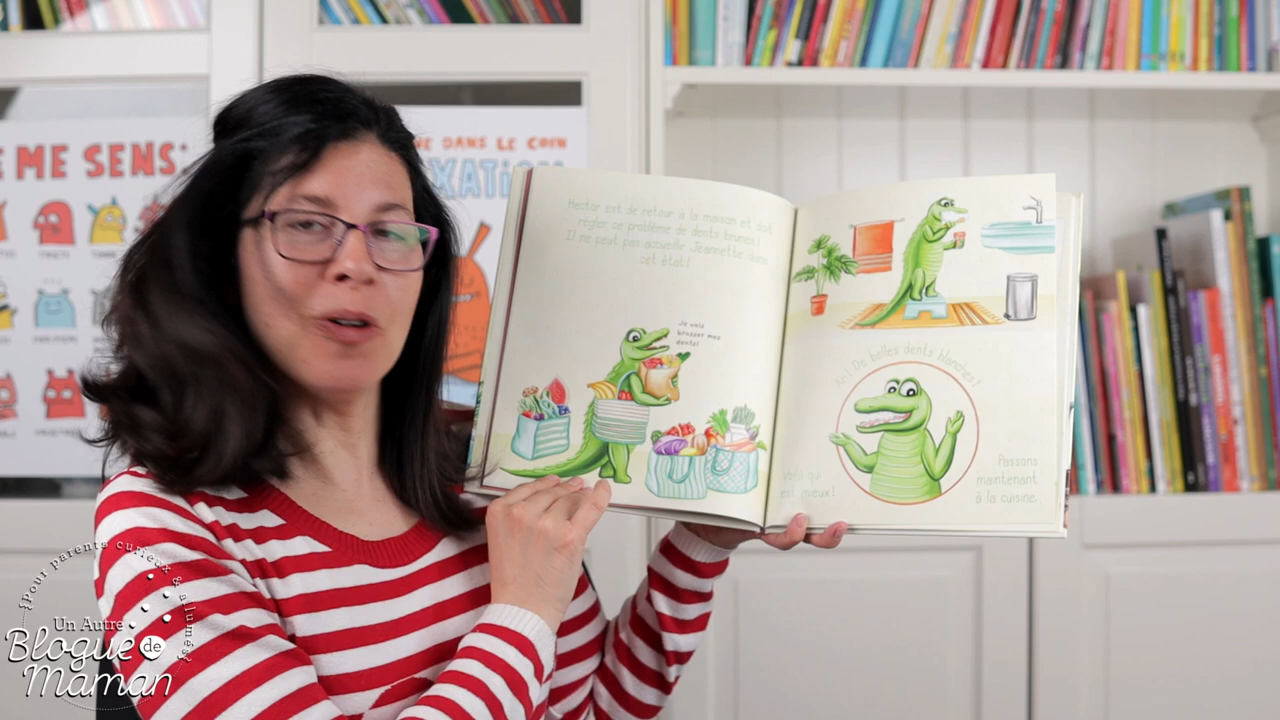 E ME SENS
E DANS LE COIN
XATION
Hector est de retour à la maison et doit
régler ce problème de dents brunes!
Il ne peut pas accueillir Jeannette dans
cet état!
Je vais
brosser mes
dents!
Ah! De belles dents blanches!
Voilà qui
est mieux!
Passons
maintenant
à la cuisine.
{Pour parents curieux & allumés}
Un Autre
Blogue de
Maman